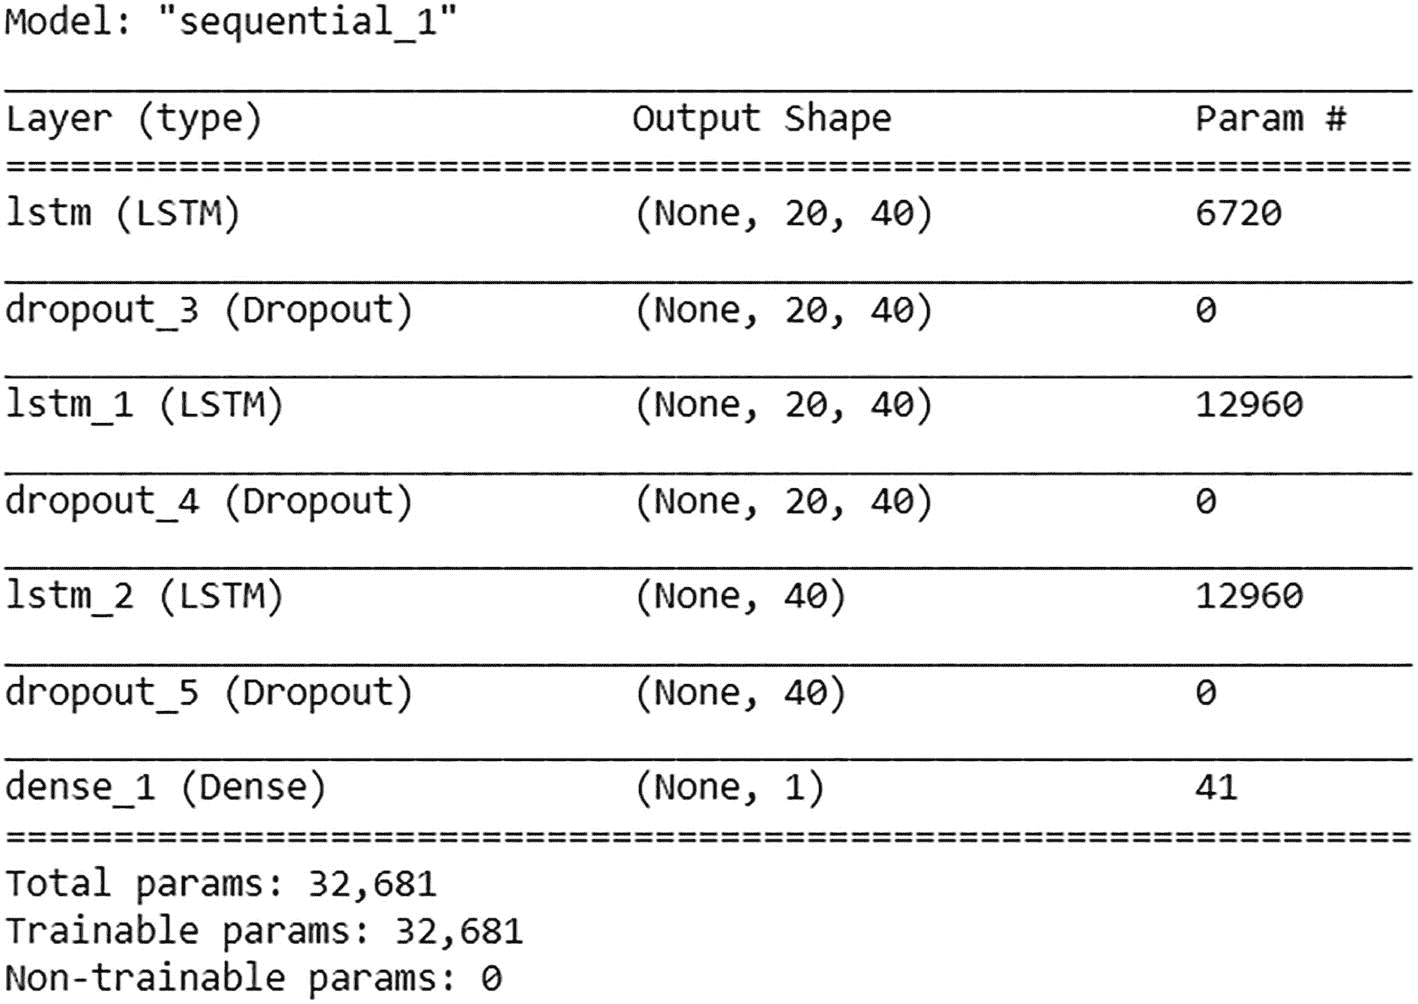 Model: "sequential_1"
Layer (type) Output Shape Param #
=================================================================
lstm (LSTM) (None, 20, 40) 6720
dropout_3 (Dropout) (None, 20, 40) 0
lstm_1 (LSTM) (None, 20, 40) 12960
dropout_4 (Dropout) (None, 20, 40) 0
lstm_2 (LSTM) (None, 40) 12960
dropout_5 (Dropout) (None, 40) 0
dense_1 (Dense) (None, 1) 41
=================================================================
Total params: 32,681
Trainable params: 32,681
Non-trainable params: 0